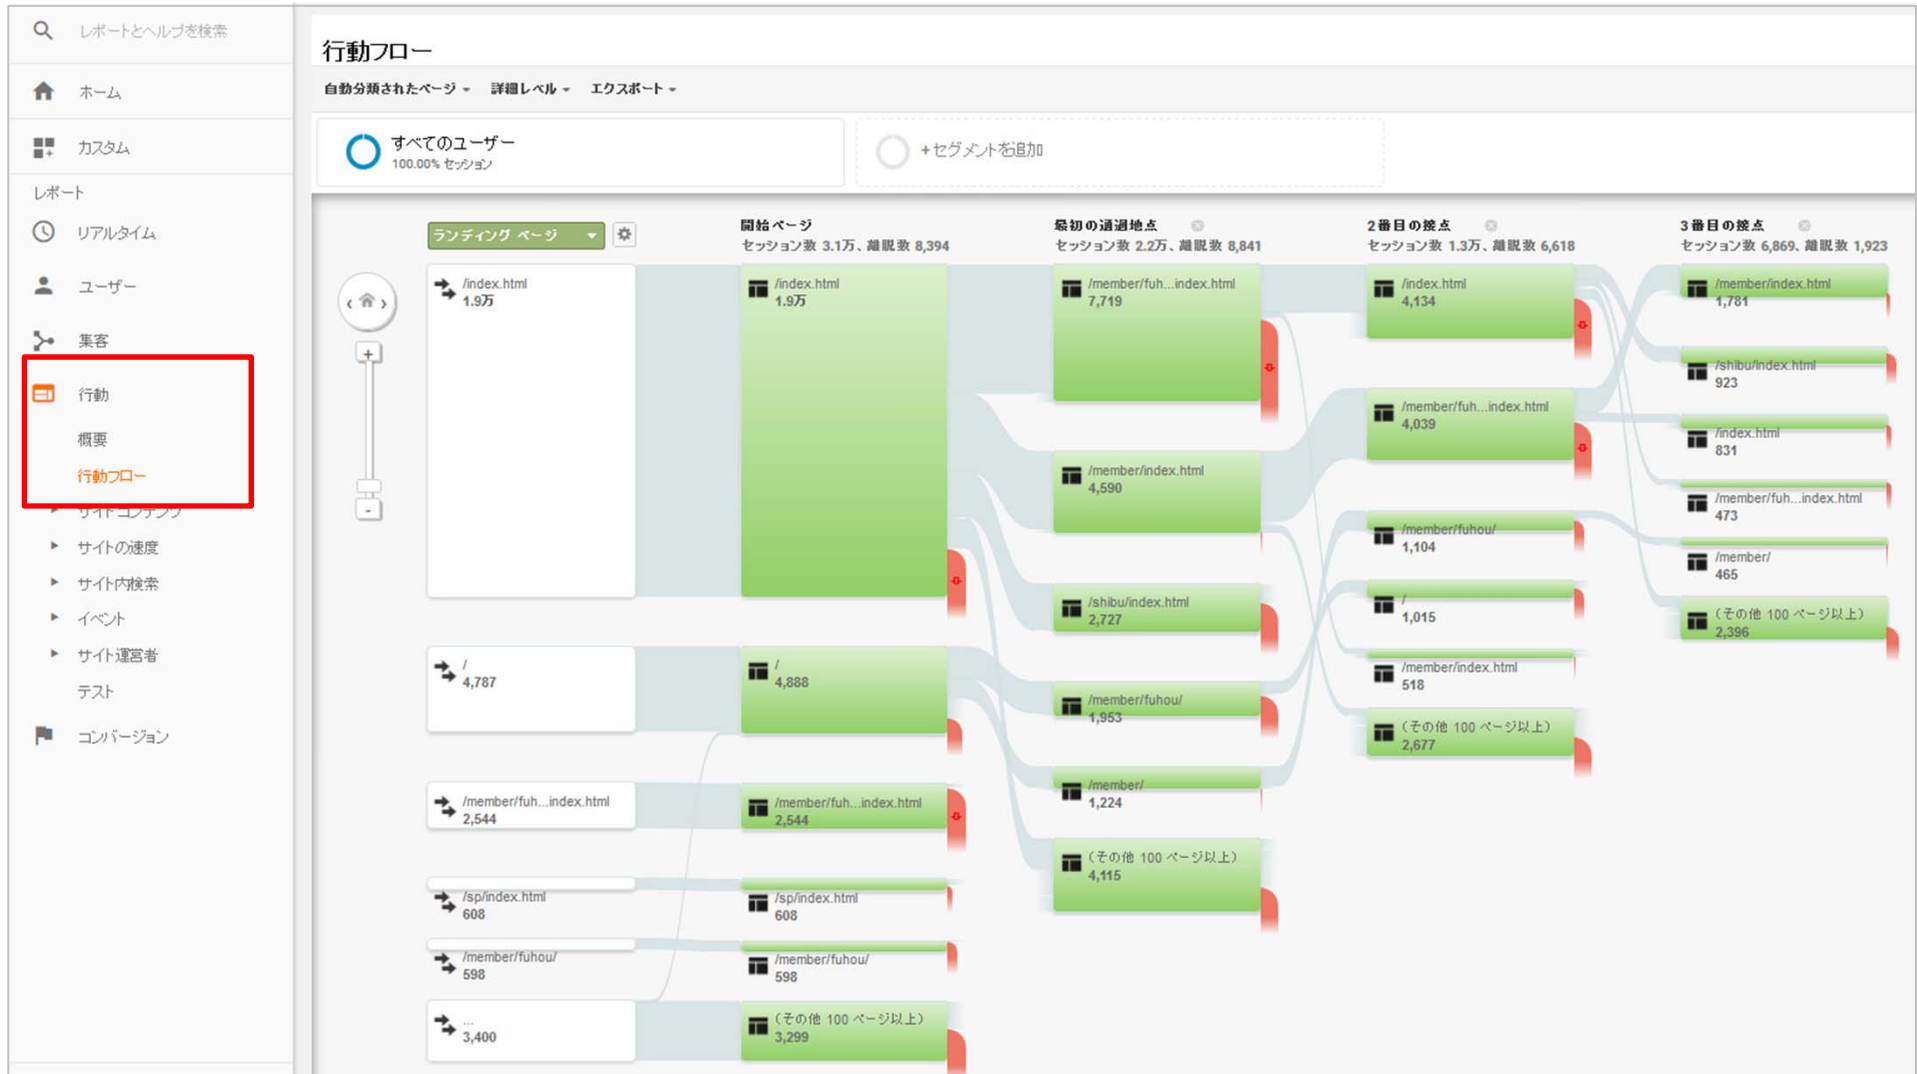 レポートとヘルプを検索
ホーム
カスタム
レポート
リアルタイム
ユーザー
集客
行動
概要
行動フロー
サイトコンテンツ
サイトの速度
サイト内検索
イベント
サイト運営者
テスト
コンバージョン
行動フロー
自動分類されたページ 詳細レベル エクスポート
すべてのユーザー
100.00% セッション
+セグメントを追加
ランディング ページ
/index.html
1.9万
/
4,787
/member/fuh...index.html
2,544
/sp/index.html
608
/member/fuhou/
598
...
3,400
開始ページ
セッション数 3.1万、離脱数 8,394
/index.html
1.9万
/
4,888
/member/fuh...index.html
2,544
/sp/index.html
608
/member/fuhou/
598
(その他 100 ページ以上)
3,299
最初の通過地点
セッション数 2.2万、離脱数 8,841
/member/fuh...index.html
7,719
/member/index.html
4,590
/shibu/index.html
2,727
/member/fuhou/
1,953
/member/
1,224
(その他 100 ページ以上)
4,115
2番目の接点
セッション数 1.3万、離脱数 6,618
/index.html
4,134
/member/fuh...index.html
4,039
/member/fuhou/
1,104
/
1,015
/member/index.html
518
(その他 100 ページ以上)
2,677
3番目の接点
セッション数 6,869、離脱数 1,923
/member/index.html
1,781
/shibu/index.html
923
/index.html
831
/member/fuh...index.html
473
/member/
465
(その他 100 ページ以上)
2,396